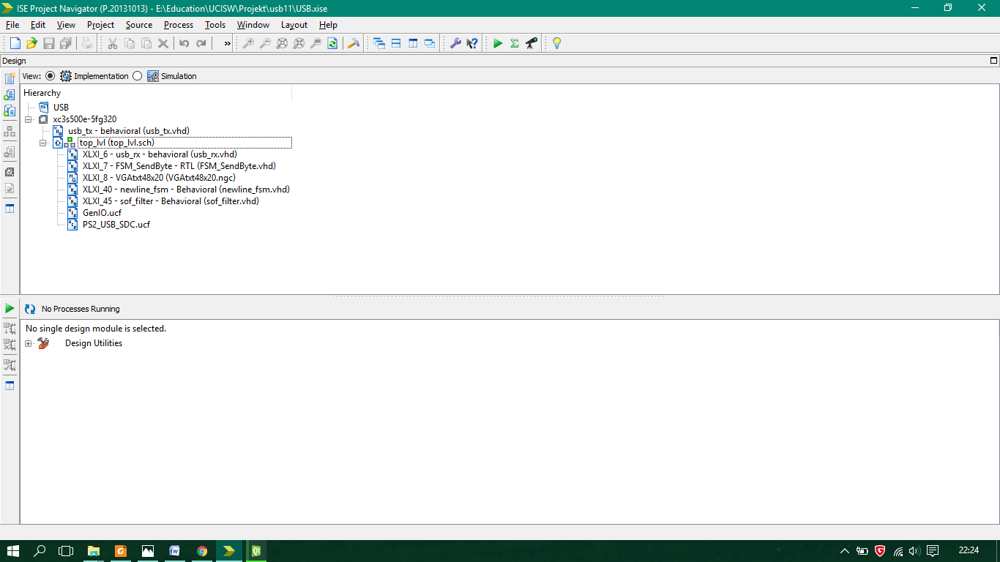 ISE Project Navigator (P.20131013) - E:\Education\UCISW\Projekt\usb11\USB.xise
File Edit View Project Source Process Tools Window Layout Help
»
Design
View: Implementation Simulation
Hierarchy
USB
xc3s500e-5fg320
usb_tx - behavioral (usb_tx.vhd)
top_lvl (top_lvl.sch)
XLXI_6 - usb_rx - behavioral (usb_rx.vhd)
XLXI_7 - FSM_SendByte - RTL (FSM_SendByte.vhd)
XLXI_8 - VGAtxt48x20 (VGAtxt48x20.ngc)
XLXI_40 - newline_fsm - Behavioral (newline_fsm.vhd)
XLXI_45 - sof_filter - Behavioral (sof_filter.vhd)
GenIO.ucf
PS2_USB_SDC.ucf
No Processes Running
No single design module is selected.
Design Utilities
22:24